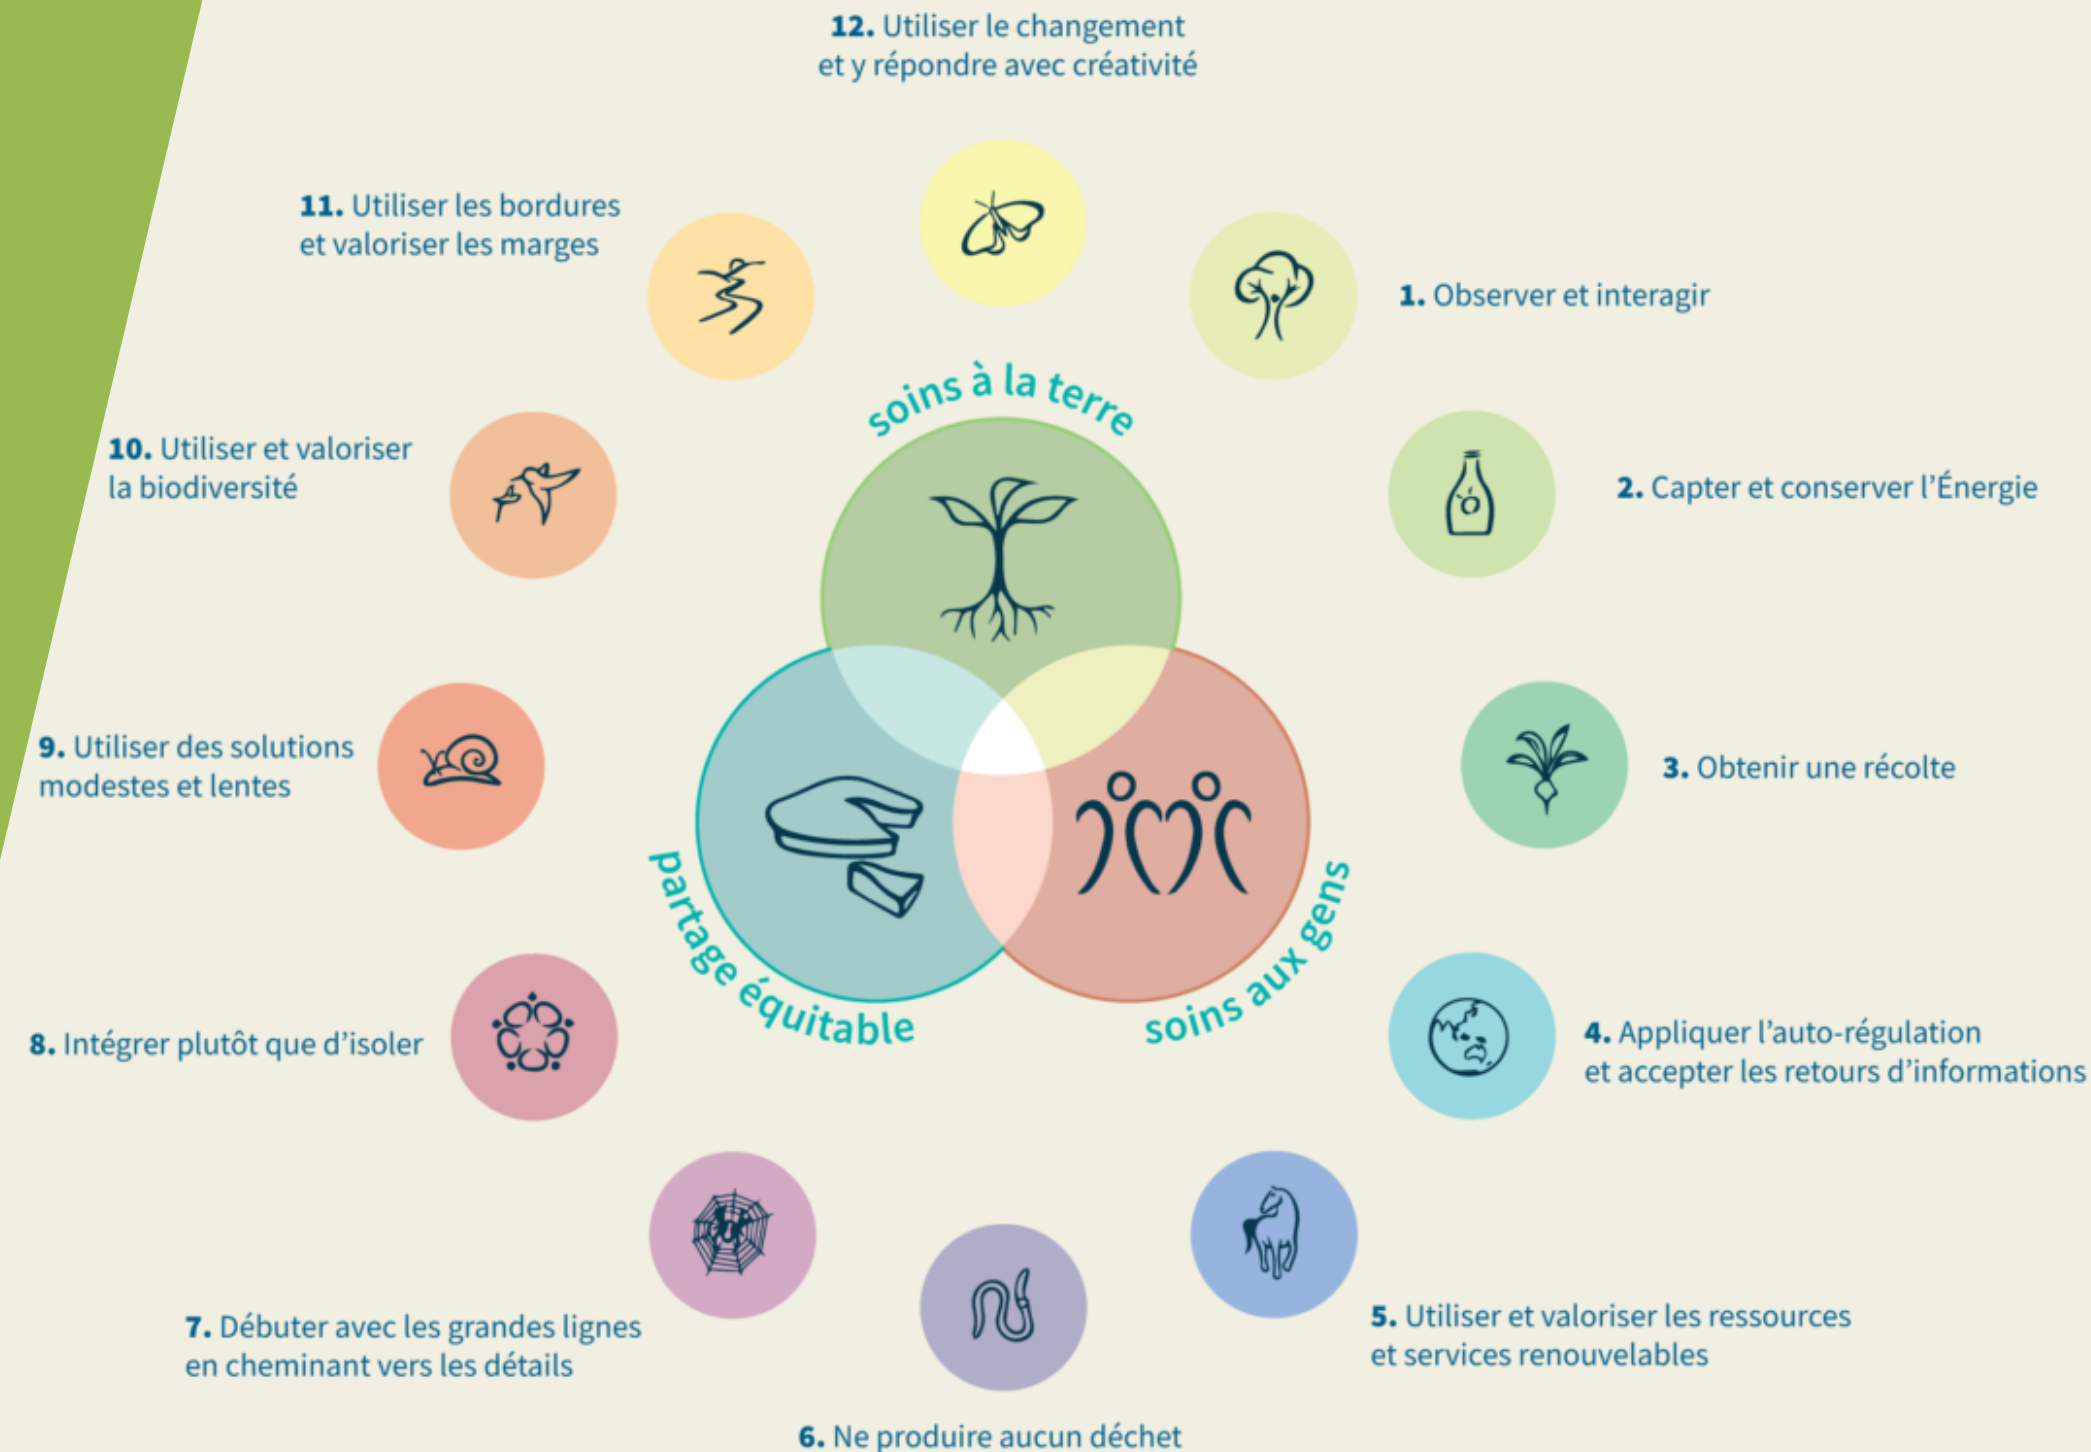 12. Utiliser le changement
et y répondre avec créativité
11. Utiliser les bordures
et valoriser les marges
1. Observer et interagir
soins à la terre
10. Utiliser et valoriser
la biodiversité
2. Capter et conserver l'Énergie
9. Utiliser des solutions
modestes et lentes
3. Obtenir une récolte
partage équitable
soins aux gens
8. Intégrer plutôt que d'isoler
4. Appliquer l'auto-régulation
et accepter les retours d'informations
7. Débuter avec les grandes lignes
en cheminant vers les détails
5. Utiliser et valoriser les ressources
et services renouvelables
6. Ne produire aucun déchet